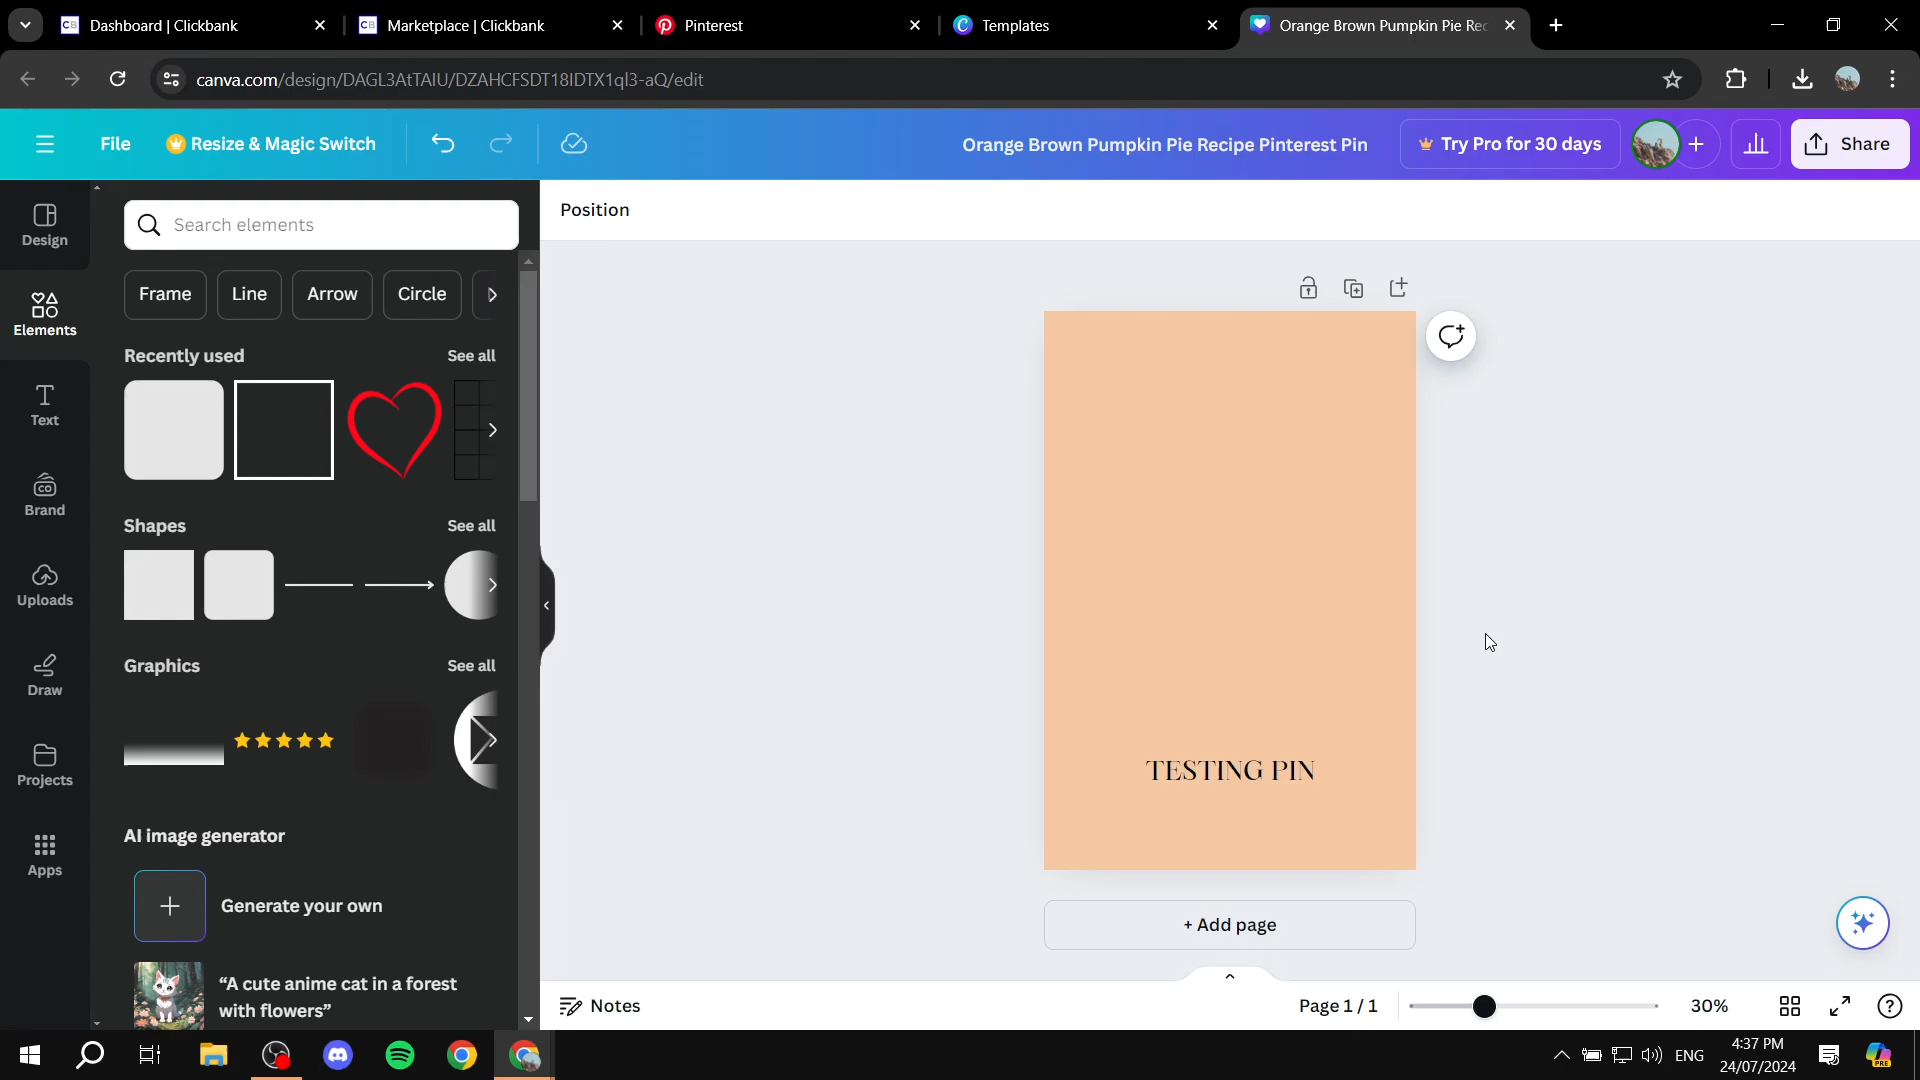 Dashboard | Clickbank
Marketplace | Clickbank
Pinterest
Templates
Orange Brown Pumpkin Pie Rec
canva.com/design/DAGL3AtTAIU/DZAHCFSDT18IDTX1ql3-aQ/edit
File
Resize & Magic Switch
Orange Brown Pumpkin Pie Recipe Pinterest Pin
Try Pro for 30 days
Share
Design
Elements
Text
Brand
Uploads
Draw
Projects
Apps
Search elements
Frame
Line
Arrow
Circle
Recently used
See all
Shapes
See all
Graphics
See all
AI image generator
Generate your own
“A cute anime cat in a forest
with flowers”
Position
TESTING PIN
+ Add page
Notes
Page 1 / 1
30%
ENG
4:37 PM
24/07/2024